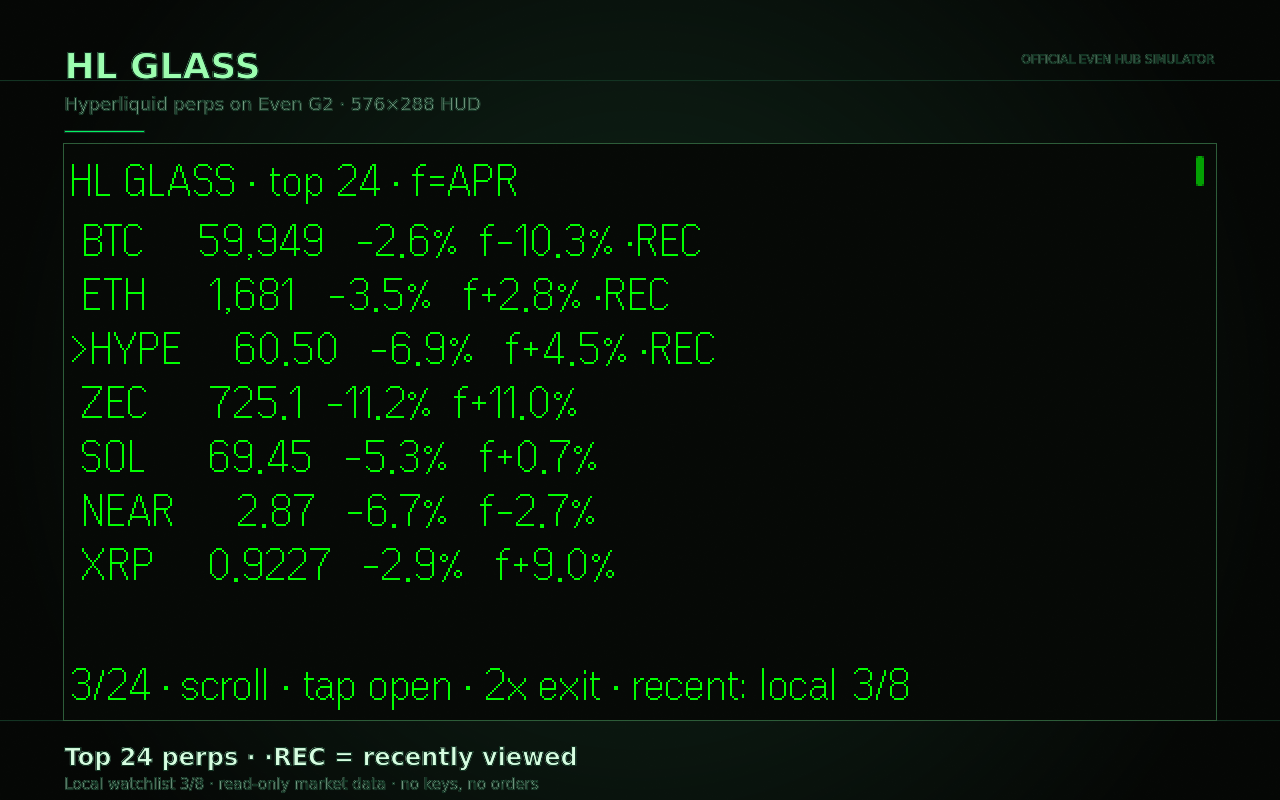 HL GLASS
OFFICIAL EVEN HUB SIMULATOR
Hyperliquid perps on Even G2 · 576×288 HUD
HL GLASS · top 24 · f=APR
BTC 59,949 -2.6% f-10.3% ·REC
ETH 1,681 -3.5% f+2.8% ·REC
>HYPE 60.50 -6.9% f+4.5% ·REC
ZEC 725.1 -11.2% f+11.0%
SOL 69.45 -5.3% f+0.7%
NEAR 2.87 -6.7% f-2.7%
XRP 0.9227 -2.9% f+9.0%
3/24 · scroll · tap open · 2x exit · recent: local 3/8
Top 24 perps · ·REC = recently viewed
Local watchlist 3/8 · read-only market data · no keys, no orders